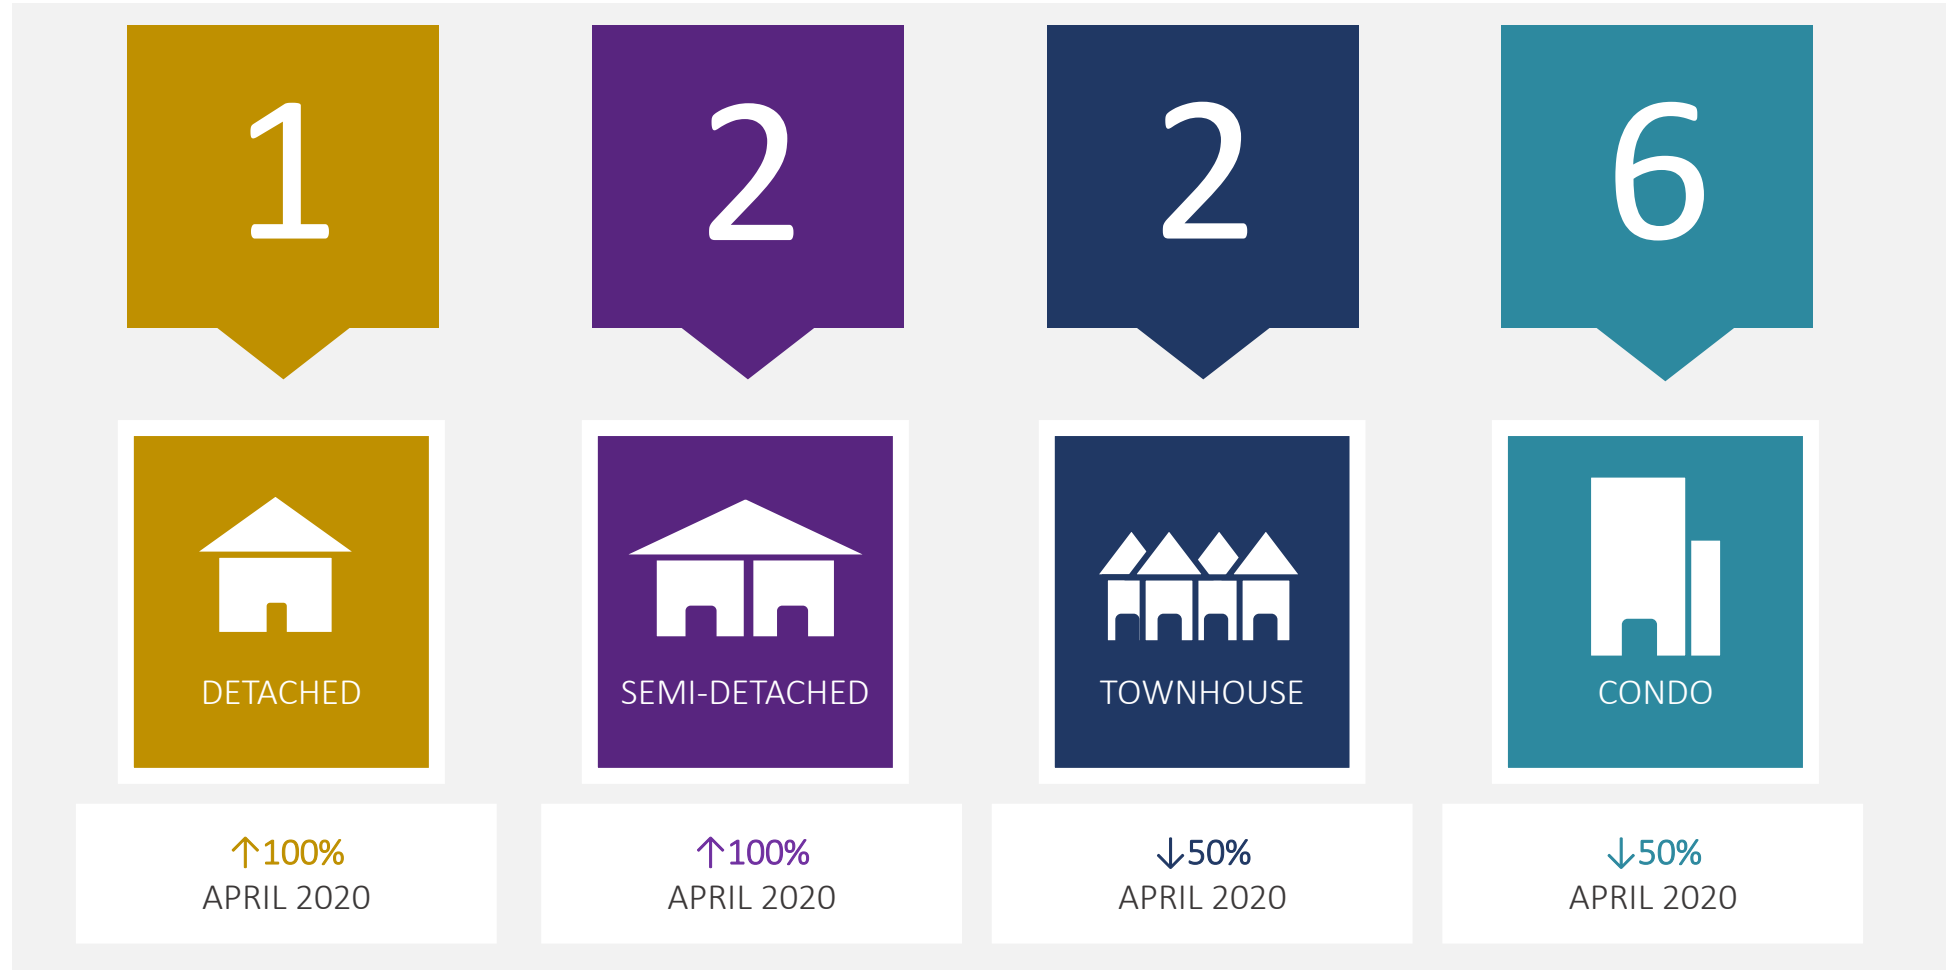 1
2
2
6
DETACHED
SEMI-DETACHED
TOWNHOUSE
CONDO
↑100%
APRIL 2020
↑100%
APRIL 2020
↓50%
APRIL 2020
↓50%
APRIL 2020